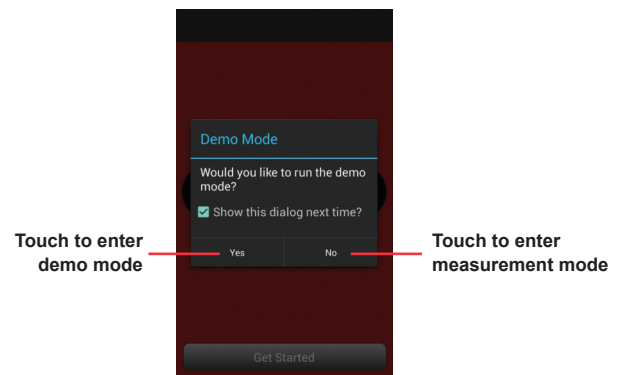 Demo Mode
Would you like to run the demo
mode?
Show this dialog next time?
Touch to enter
demo mode
Yes
No
Touch to enter
measurement mode
Get Started